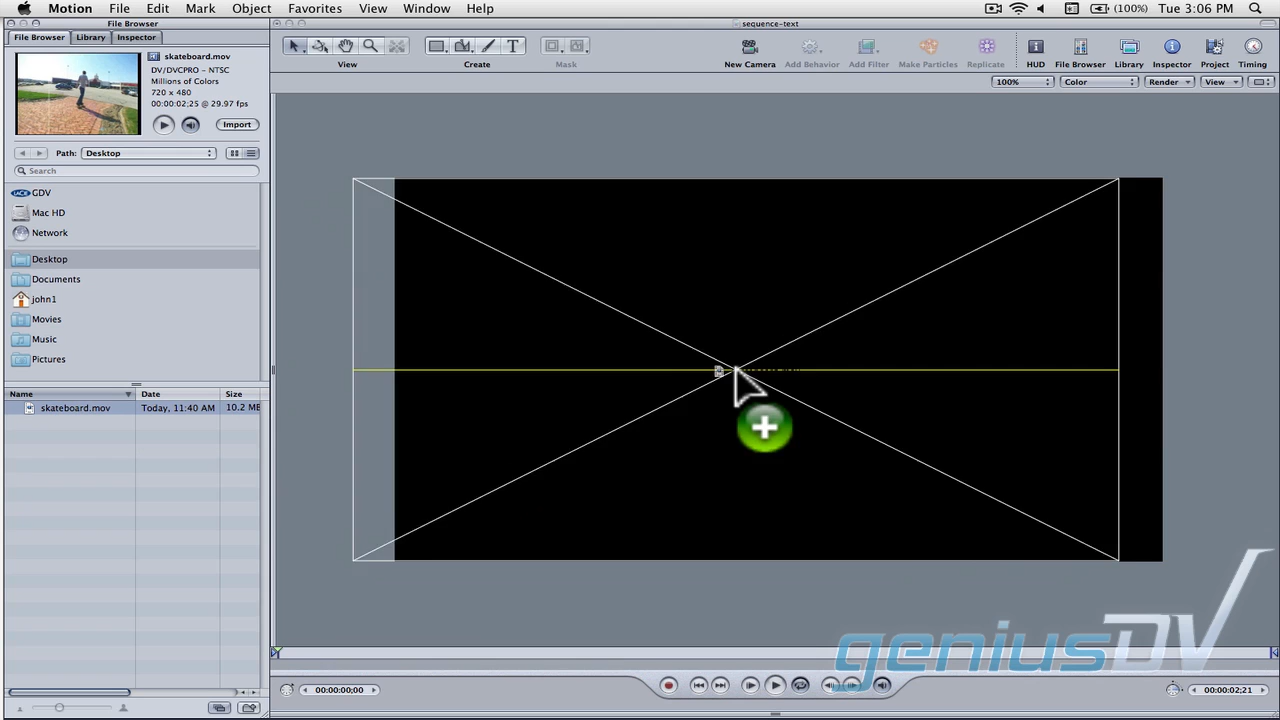 Motion File Edit Mark Object Favorites View Window Help (100%) Tue 3:06 PM
File Browser
sequence-text
File Browser Library Inspector
skateboard.mov
DV/DVCPRO - NTSC
Millions of Colors
720 x 480
00:00:02;25 @ 29.97 fps
Import
View Create Mask New Camera Add Behavior Add Filter Make Particles Replicate HUD File Browser Library Inspector Project Timing
T
100% Color Render View
Path: Desktop
Search
GDV
Mac HD
Network
Desktop
Documents
john1
Movies
Music
Pictures
Name Date Size
skateboard.mov Today, 11:40 AM 10.2 MB
geniusDV
00:00:00;00 00:00:02;21